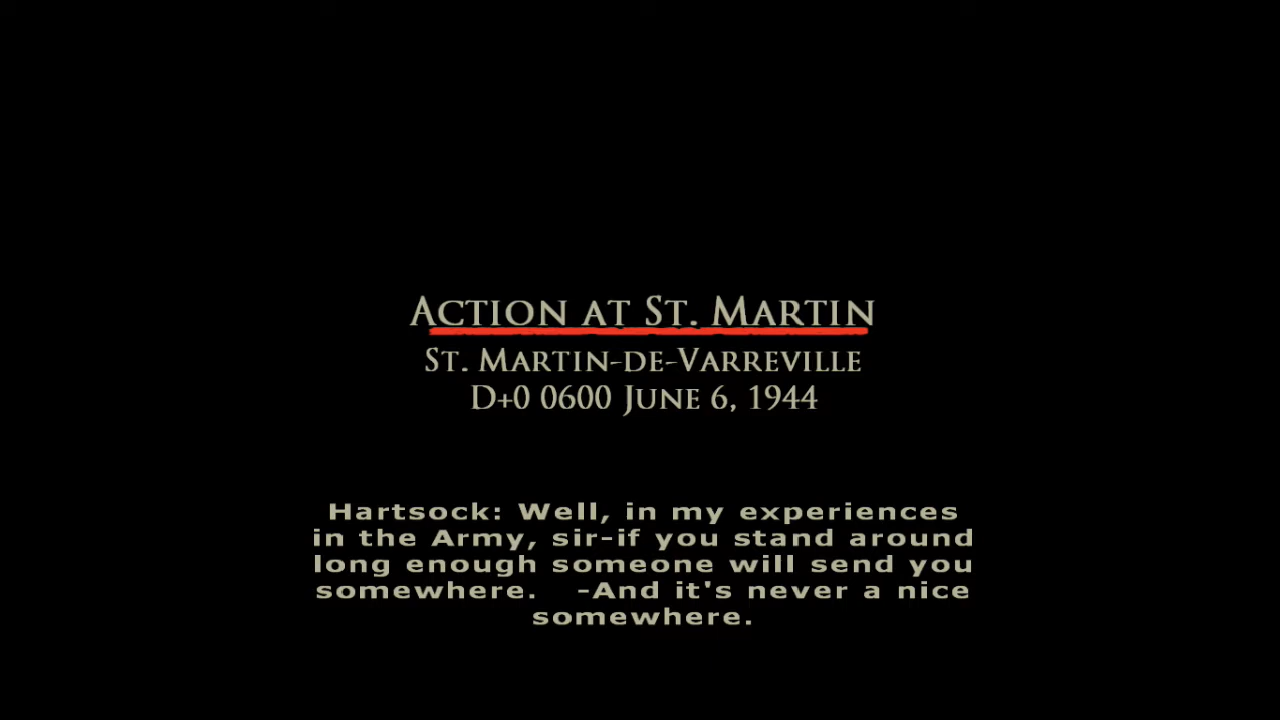 Action at St. Martin
St. Martin-de-Varreville
D+0 0600 June 6, 1944
Hartsock: Well, in my experiences
in the Army, sir-if you stand around
long enough someone will send you
somewhere.   -And it's never a nice
somewhere.